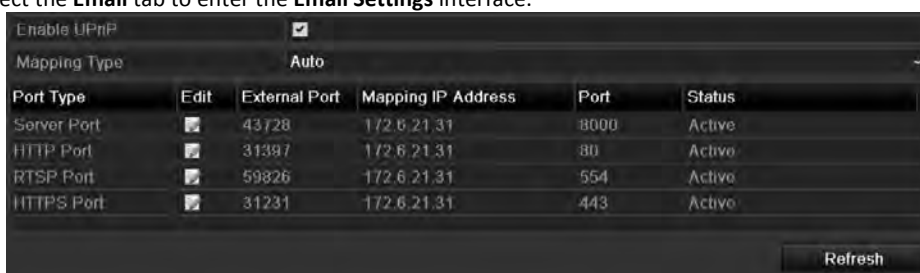 ect the Email tab to enter the Email Settings interface.
Enable UPnP
Mapping Type Auto
Port Type Edit External Port Mapping IP Address Port Status
Server Port 43728 172.6.21.31 8000 Active
HTTP Port 31397 172.6.21.31 80 Active
RTSP Port 59826 172.6.21.31 554 Active
HTTPS Port 31231 172.6.21.31 443 Active
Refresh